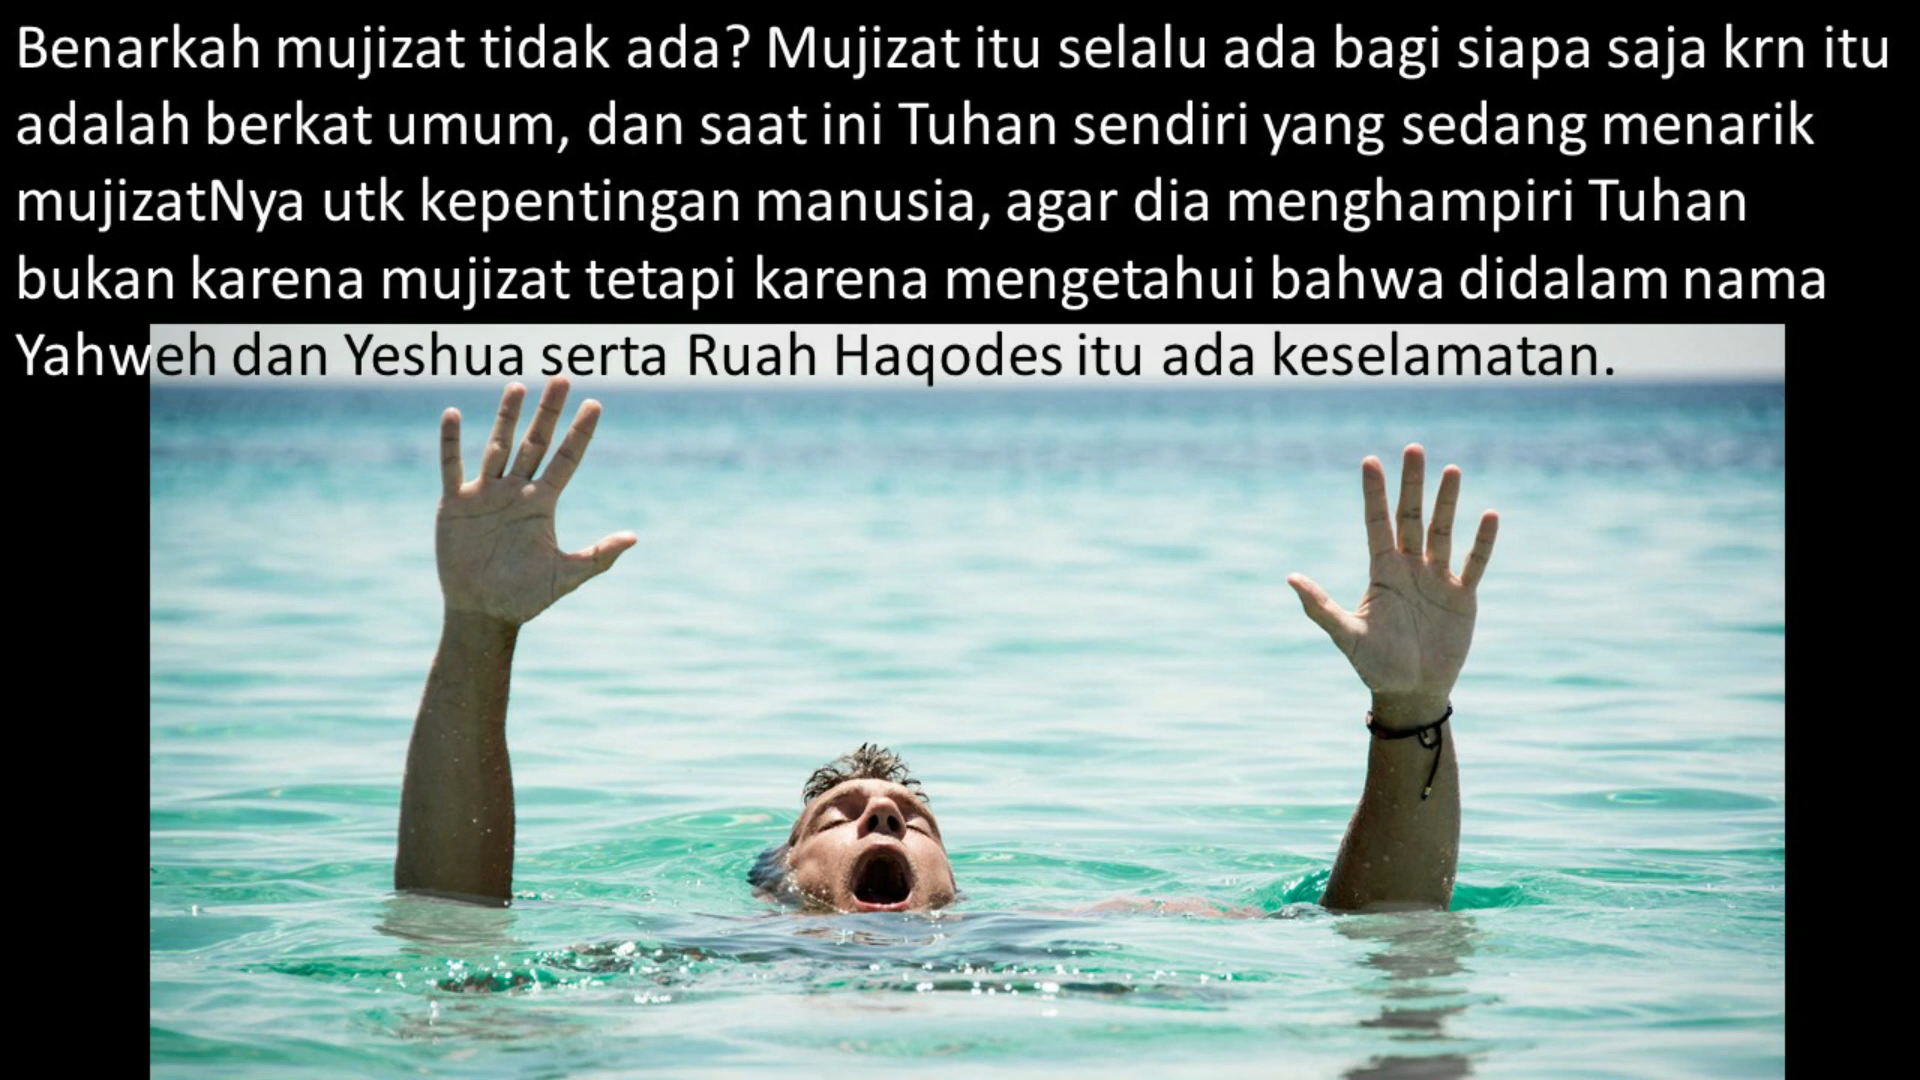 Benarkah mujizat tidak ada? Mujizat itu selalu ada bagi siapa saja krn itu
adalah berkat umum, dan saat ini Tuhan sendiri yang sedang menarik
mujizatNya utk kepentingan manusia, agar dia menghampiri Tuhan
bukan karena mujizat tetapi karena mengetahui bahwa didalam nama
Yahweh dan Yeshua serta Ruah Haqodes itu ada keselamatan.